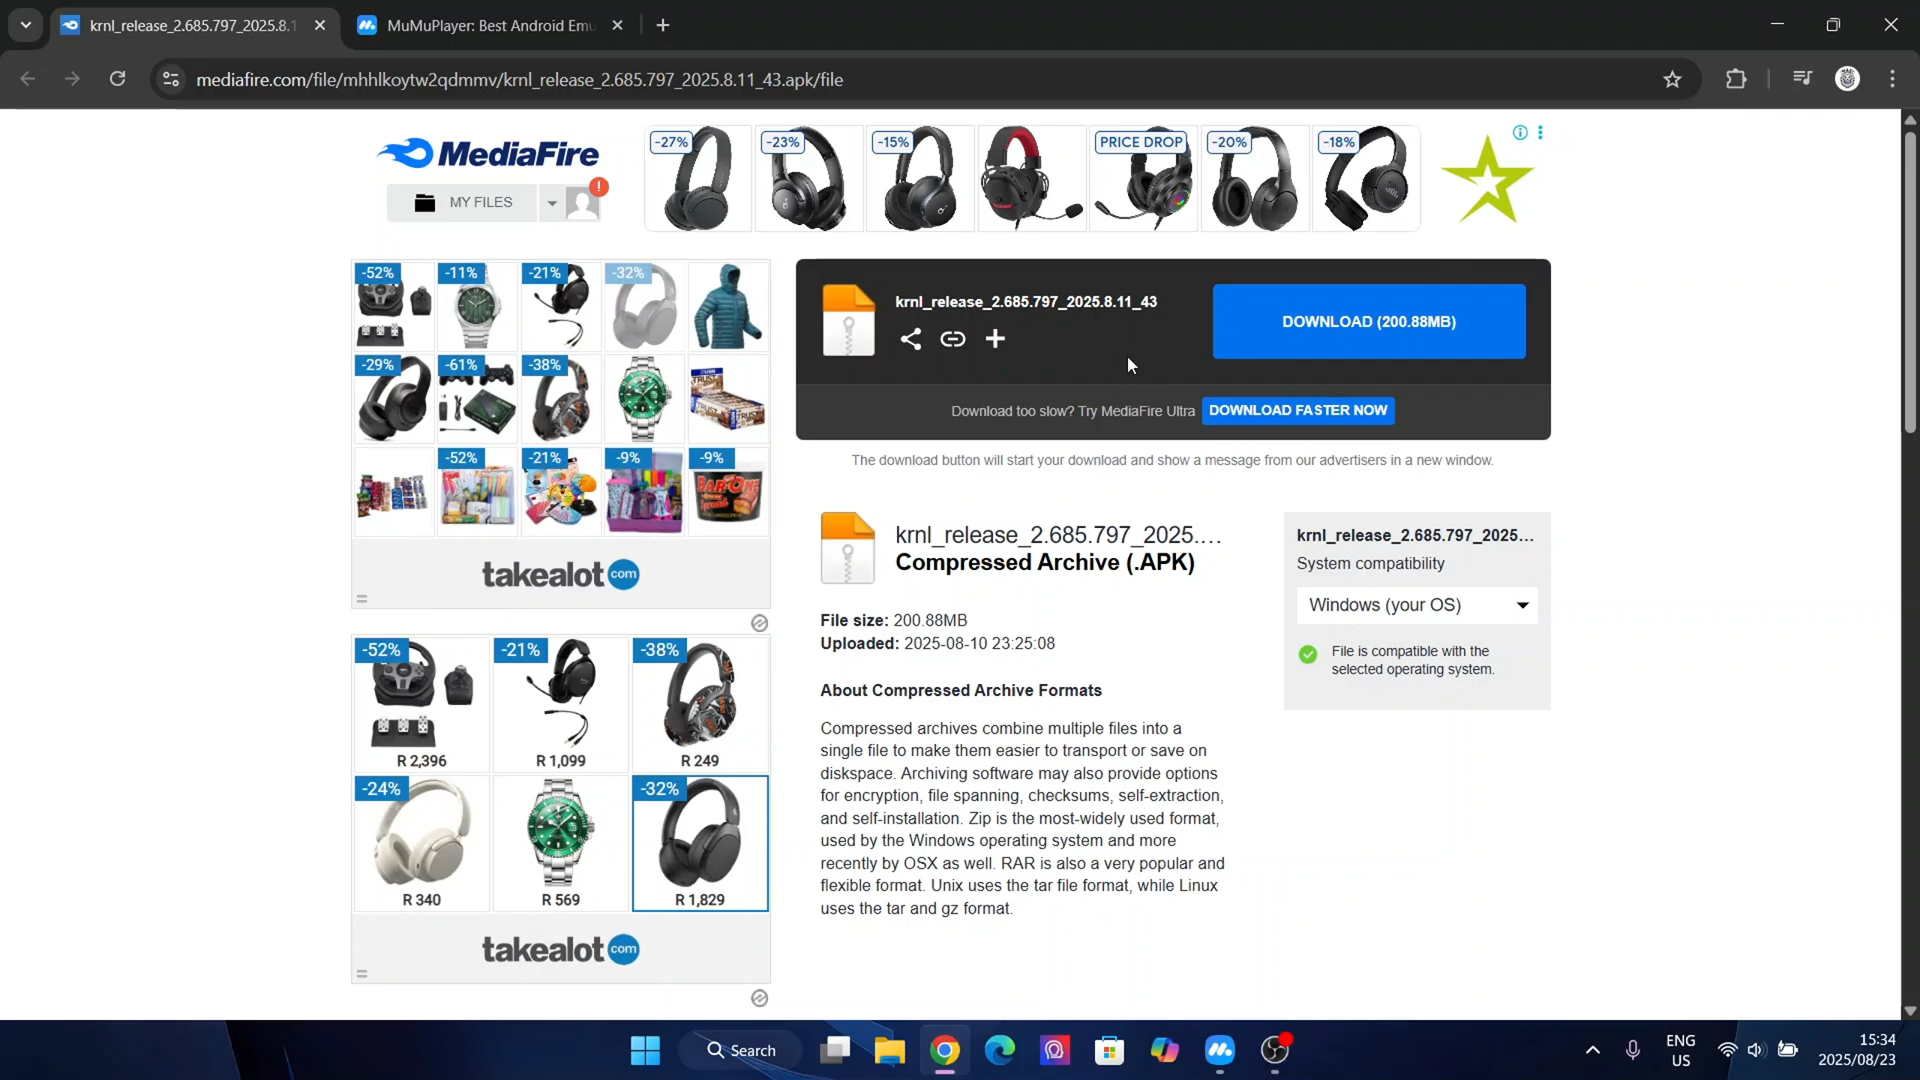 krnl_release_2.685.797_2025.8.1
MuMuPlayer: Best Android Emu
mediafire.com/file/mhhlkoytw2qdmmv/krnl_release_2.685.797_2025.8.11_43.apk/file
MediaFire
MY FILES
!
-27%
-23%
-15%
PRICE DROP
-20%
-18%
-52%
-11%
-21%
-32%
-29%
-61%
-38%
-52%
-21%
-9%
-9%
takealot com
krnl_release_2.685.797_2025.8.11_43
DOWNLOAD (200.88MB)
Download too slow? Try MediaFire Ultra
DOWNLOAD FASTER NOW
The download button will start your download and show a message from our advertisers in a new window.
krnl_release_2.685.797_2025....
Compressed Archive (.APK)
File size: 200.88MB
Uploaded: 2025-08-10 23:25:08
About Compressed Archive Formats
Compressed archives combine multiple files into a
single file to make them easier to transport or save on
diskspace. Archiving software may also provide options
for encryption, file spanning, checksums, self-extraction,
and self-installation. Zip is the most-widely used format,
used by the Windows operating system and more
recently by OSX as well. RAR is also a very popular and
flexible format. Unix uses the tar file format, while Linux
uses the tar and gz format.
krnl_release_2.685.797_2025...
System compatibility
Windows (your OS)
File is compatible with the
selected operating system.
-52%
-21%
-38%
R 2,396
R 1,099
R 249
-24%
-32%
R 340
R 569
R 1,829
takealot com
Search
ENG
US
15:34
2025/08/23